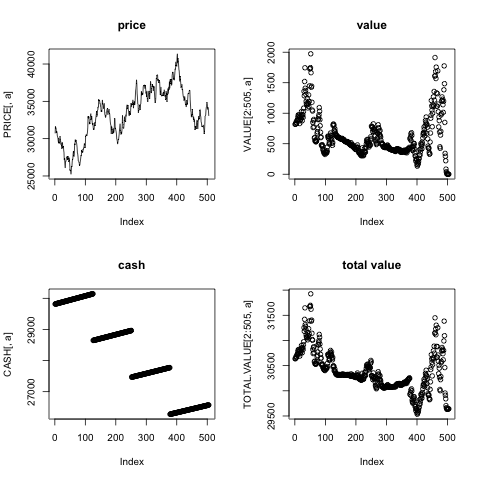 price
PRICE[, a]
25000 30000 35000 40000
0 100 200 300 400 500
Index
value
VALUE[2:505, a]
0 500 1000 1500 2000
0 100 200 300 400 500
Index
cash
CASH[, a]
27000 29000
0 100 200 300 400 500
Index
total value
TOTAL.VALUE[2:505, a]
29500 30500 31500
0 100 200 300 400 500
Index